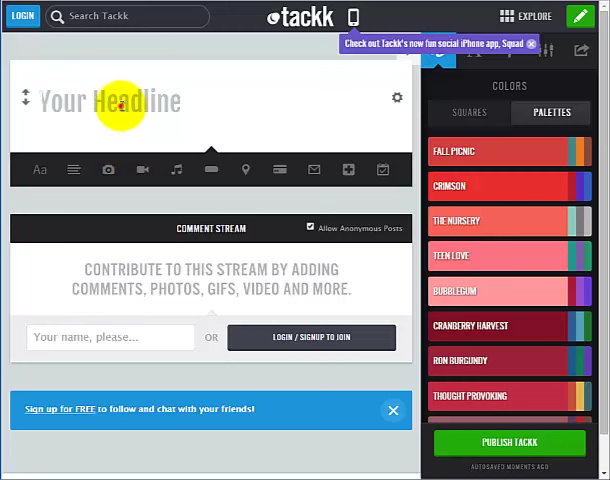 LOGIN
Search Tackk
tackk
EXPLORE
Check out Tackk's new fun social iPhone app, Squad
Your Headline
COLORS
SQUARES
PALETTES
FALL PICNIC
CRIMSON
THE NURSERY
TEEN LOVE
BUBBLEGUM
CRANBERRY HARVEST
RON BURGUNDY
THOUGHT PROVOKING
Aa
COMMENT STREAM
Allow Anonymous Posts
CONTRIBUTE TO THIS STREAM BY ADDING
COMMENTS, PHOTOS, GIFS, VIDEO AND MORE.
Your name, please...
OR
LOGIN / SIGNUP TO JOIN
Sign up for FREE to follow and chat with your friends!
PUBLISH TACKK
AUTOSAVED MOMENTS AGO